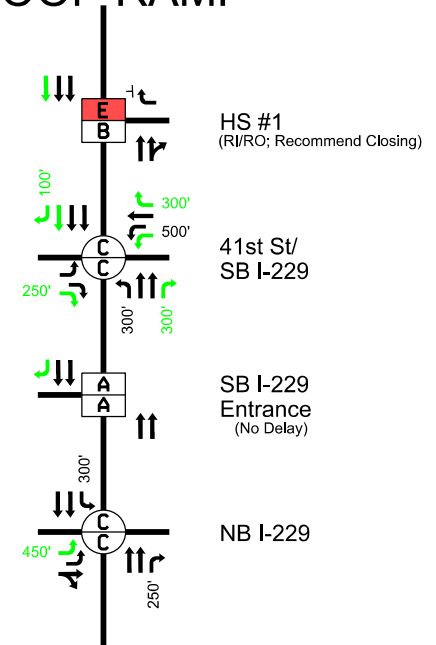 HS #1
(RI/RO; Recommend Closing)
E
B
100'
300'
500'
C
C
250'
300'
300'
41st St/
SB I-229
A
A
SB I-229
Entrance
(No Delay)
300'
C
C
450'
250'
NB I-229